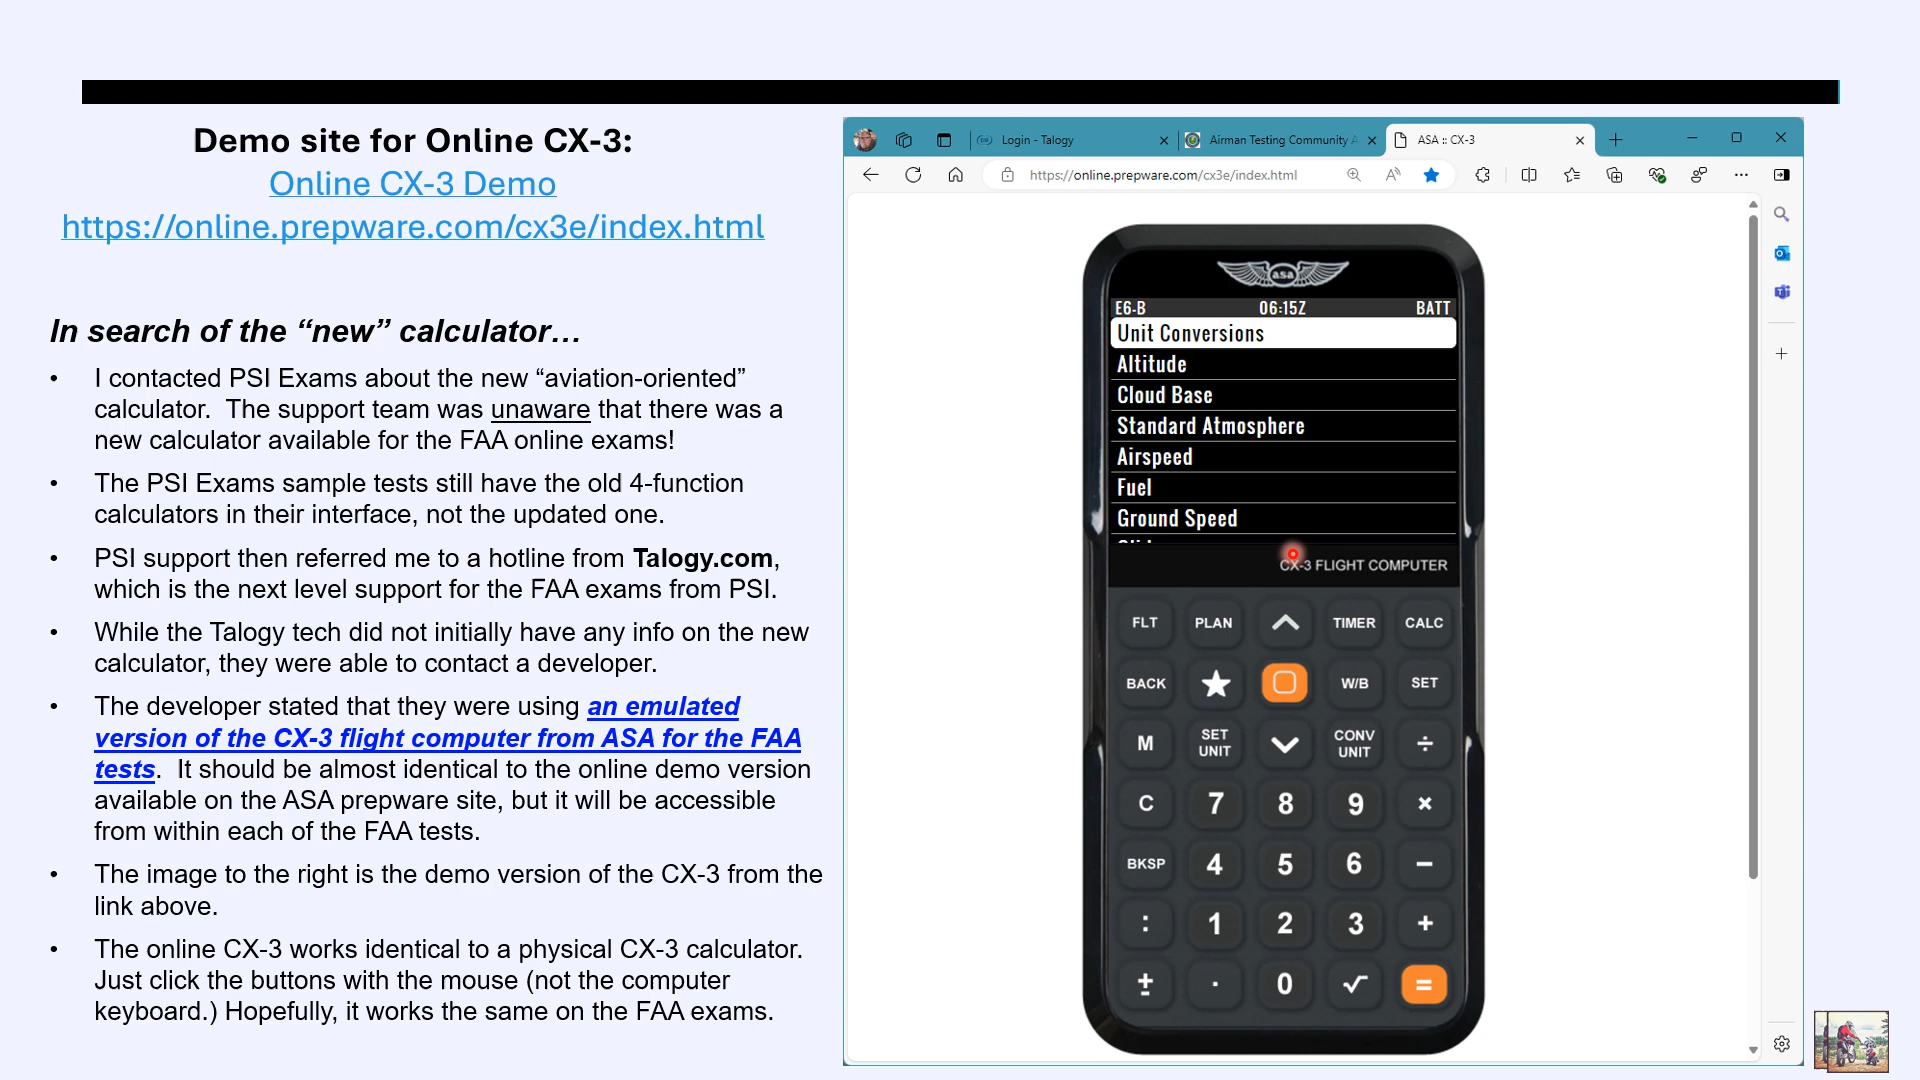 Demo site for Online CX-3:
Online CX-3 Demo
https://online.prepware.com/cx3e/index.html
In search of the “new” calculator…
• I contacted PSI Exams about the new “aviation-oriented”
calculator. The support team was unaware that there was a
new calculator available for the FAA online exams!
• The PSI Exams sample tests still have the old 4-function
calculators in their interface, not the updated one.
• PSI support then referred me to a hotline from Talogy.com,
which is the next level support for the FAA exams from PSI.
• While the Talogy tech did not initially have any info on the new
calculator, they were able to contact a developer.
• The developer stated that they were using an emulated
version of the CX-3 flight computer from ASA for the FAA
tests. It should be almost identical to the online demo version
available on the ASA prepware site, but it will be accessible
from within each of the FAA tests.
• The image to the right is the demo version of the CX-3 from the
link above.
• The online CX-3 works identical to a physical CX-3 calculator.
Just click the buttons with the mouse (not the computer
keyboard.) Hopefully, it works the same on the FAA exams.
Login - Talogy
Airman Testing Community
ASA :: CX-3
https://online.prepware.com/cx3e/index.html
asa
E6-B 06:15Z BATT
Unit Conversions
Altitude
Cloud Base
Standard Atmosphere
Airspeed
Fuel
Ground Speed
CX-3 FLIGHT COMPUTER
FLT PLAN TIMER CALC
BACK W/B SET
M SET UNIT CONV UNIT ÷
C 7 8 9 ×
BKSP 4 5 6 −
: 1 2 3 +
± . 0 √ =